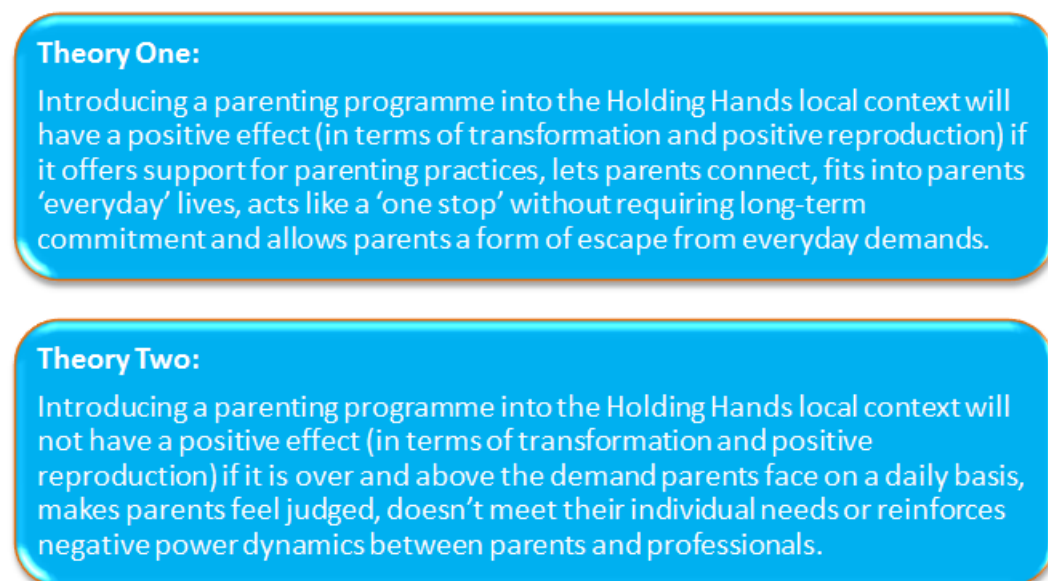 Theory One:
Introducing a parenting programme into the Holding Hands local context will
have a positive effect (in terms of transformation and positive reproduction) if
it offers support for parenting practices, lets parents connect, fits into parents
‘everyday’ lives, acts like a ‘one stop’ without requiring long-term
commitment and allows parents a form of escape from everyday demands.
Theory Two:
Introducing a parenting programme into the Holding Hands local context will
not have a positive effect (in terms of transformation and positive
reproduction) if it is over and above the demand parents face on a daily basis,
makes parents feel judged, doesn’t meet their individual needs or reinforces
negative power dynamics between parents and professionals.